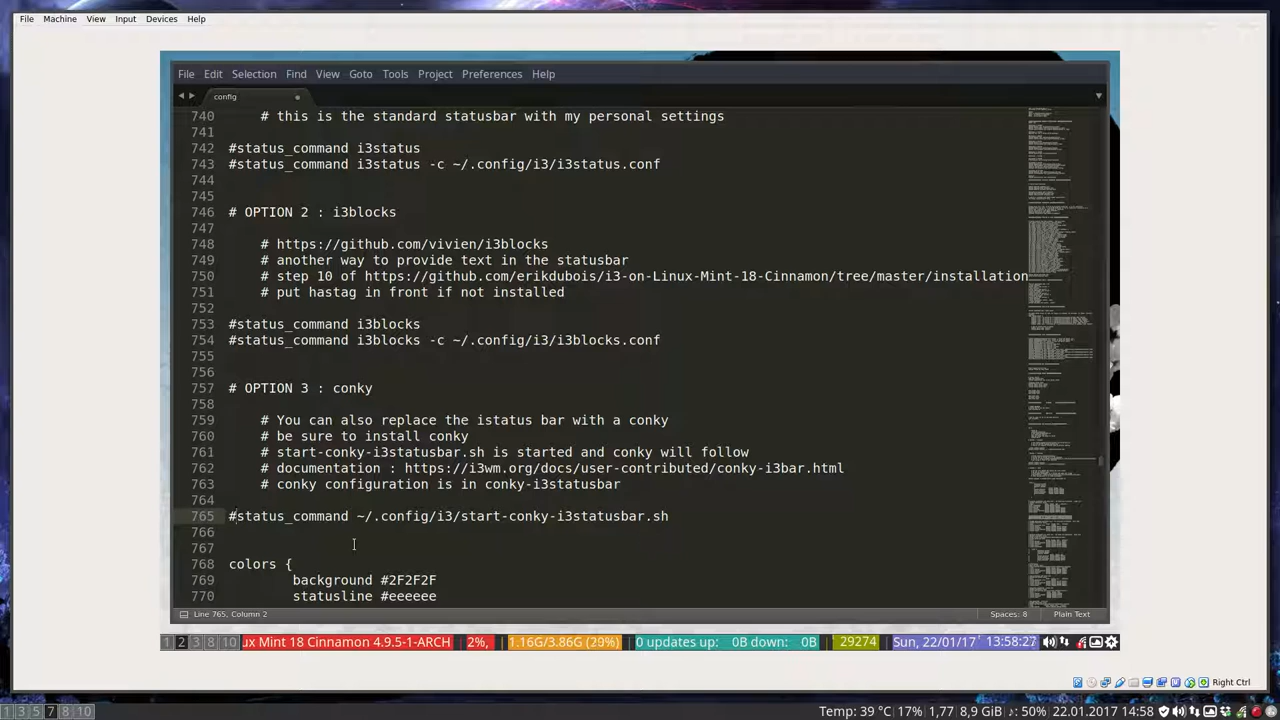 File Machine View Input Devices Help
File Edit Selection Find View Goto Tools Project Preferences Help
config
740 # this is the standard statusbar with my personal settings
741
742 #status_command i3status
743 #status_command i3status -c ~/.config/i3/i3status.conf
744
745
746 # OPTION 2 : i3blocks
747
748 # https://github.com/vivien/i3blocks
749 # another way to provide text in the statusbar
750 # step 10 of https://github.com/erikdubois/i3-on-Linux-Mint-18-Cinnamon/tree/master/installation
751 # put hastag in front if not installed
752
753 #status_command i3blocks
754 #status_command i3blocks -c ~/.config/i3/i3blocks.conf
755
756
757 # OPTION 3 : conky
758
759 # You can also replace the istatus bar with a conky
760 # be sure to install conky
761 # start-conky-i3statusbar.sh is started and conky will follow
762 # documentation : https://i3wm.org/docs/user-contributed/conky-i3bar.html
763 # conky configuration is in conky-i3statusbar
764
765 #status_command ~/.config/i3/start-conky-i3statusbar.sh
766
767
768 colors {
769 background #2F2F2F
770 statusline #eeeeee
Line 765, Column 2 Spaces: 8 Plain Text
1 2 3 8 10 ux Mint 18 Cinnamon 4.9.5-1-ARCH 2%, 1.16G/3.86G (29%) 0 updates up: 0B down: 0B 29274 Sun, 22/01/17 13:58:27
Right Ctrl
1 3 5 7 8 10 Temp: 39 °C 17% 1.77 8,9 GiB ♪: 50% 22.01.2017 14:58